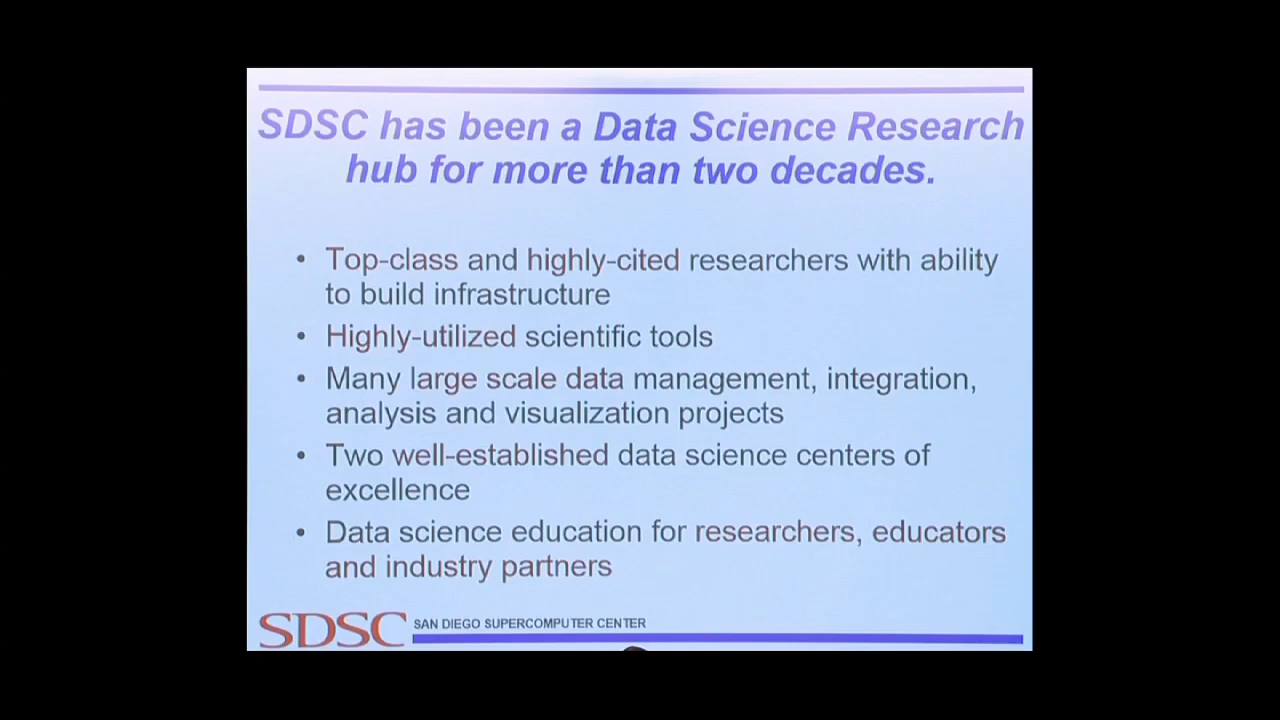 SDSC has been a Data Science Research
hub for more than two decades.
• Top-class and highly-cited researchers with ability
to build infrastructure
• Highly-utilized scientific tools
• Many large scale data management, integration,
analysis and visualization projects
• Two well-established data science centers of
excellence
• Data science education for researchers, educators
and industry partners
SDSC SAN DIEGO SUPERCOMPUTER CENTER